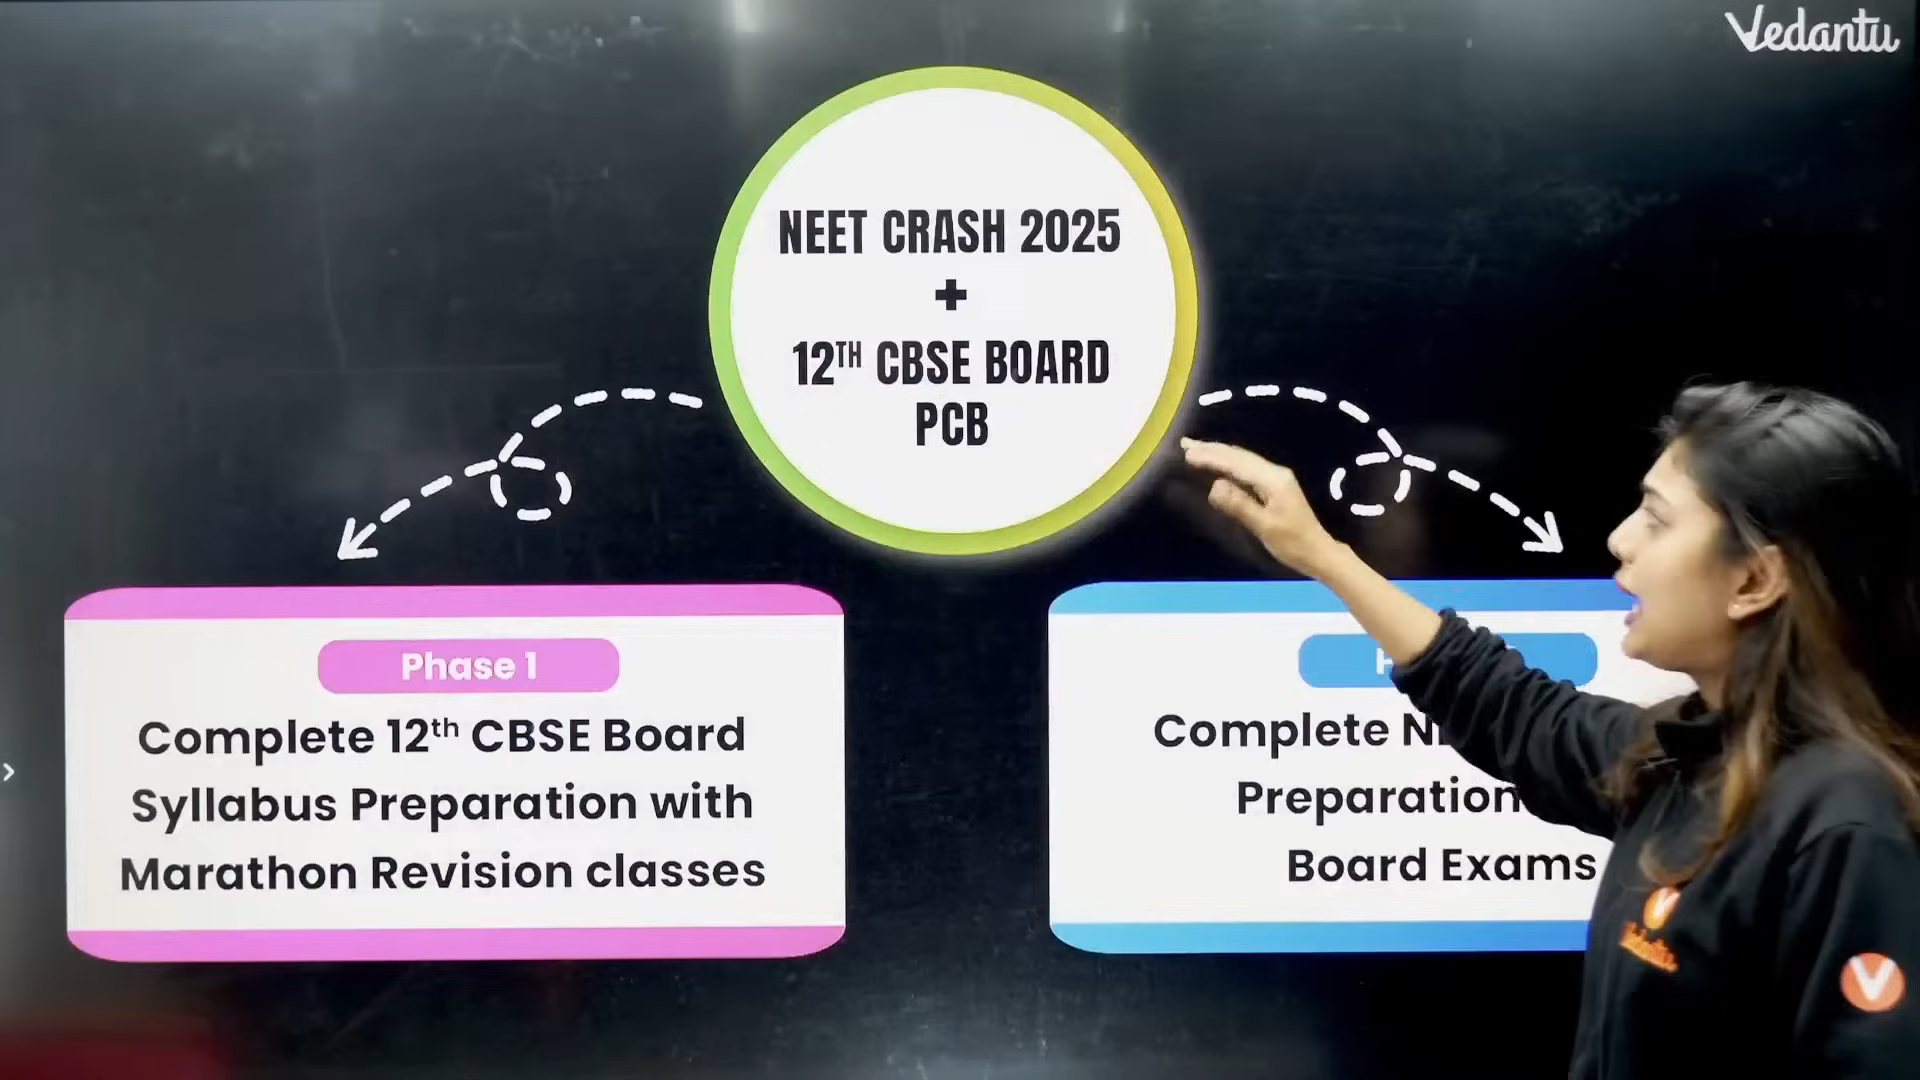 Vedantu
NEET CRASH 2025
+
12TH CBSE BOARD
PCB
Phase 1
Complete 12th CBSE Board
Syllabus Preparation with
Marathon Revision classes
Complete
Preparation
Board Exams
V
Vedantu
V